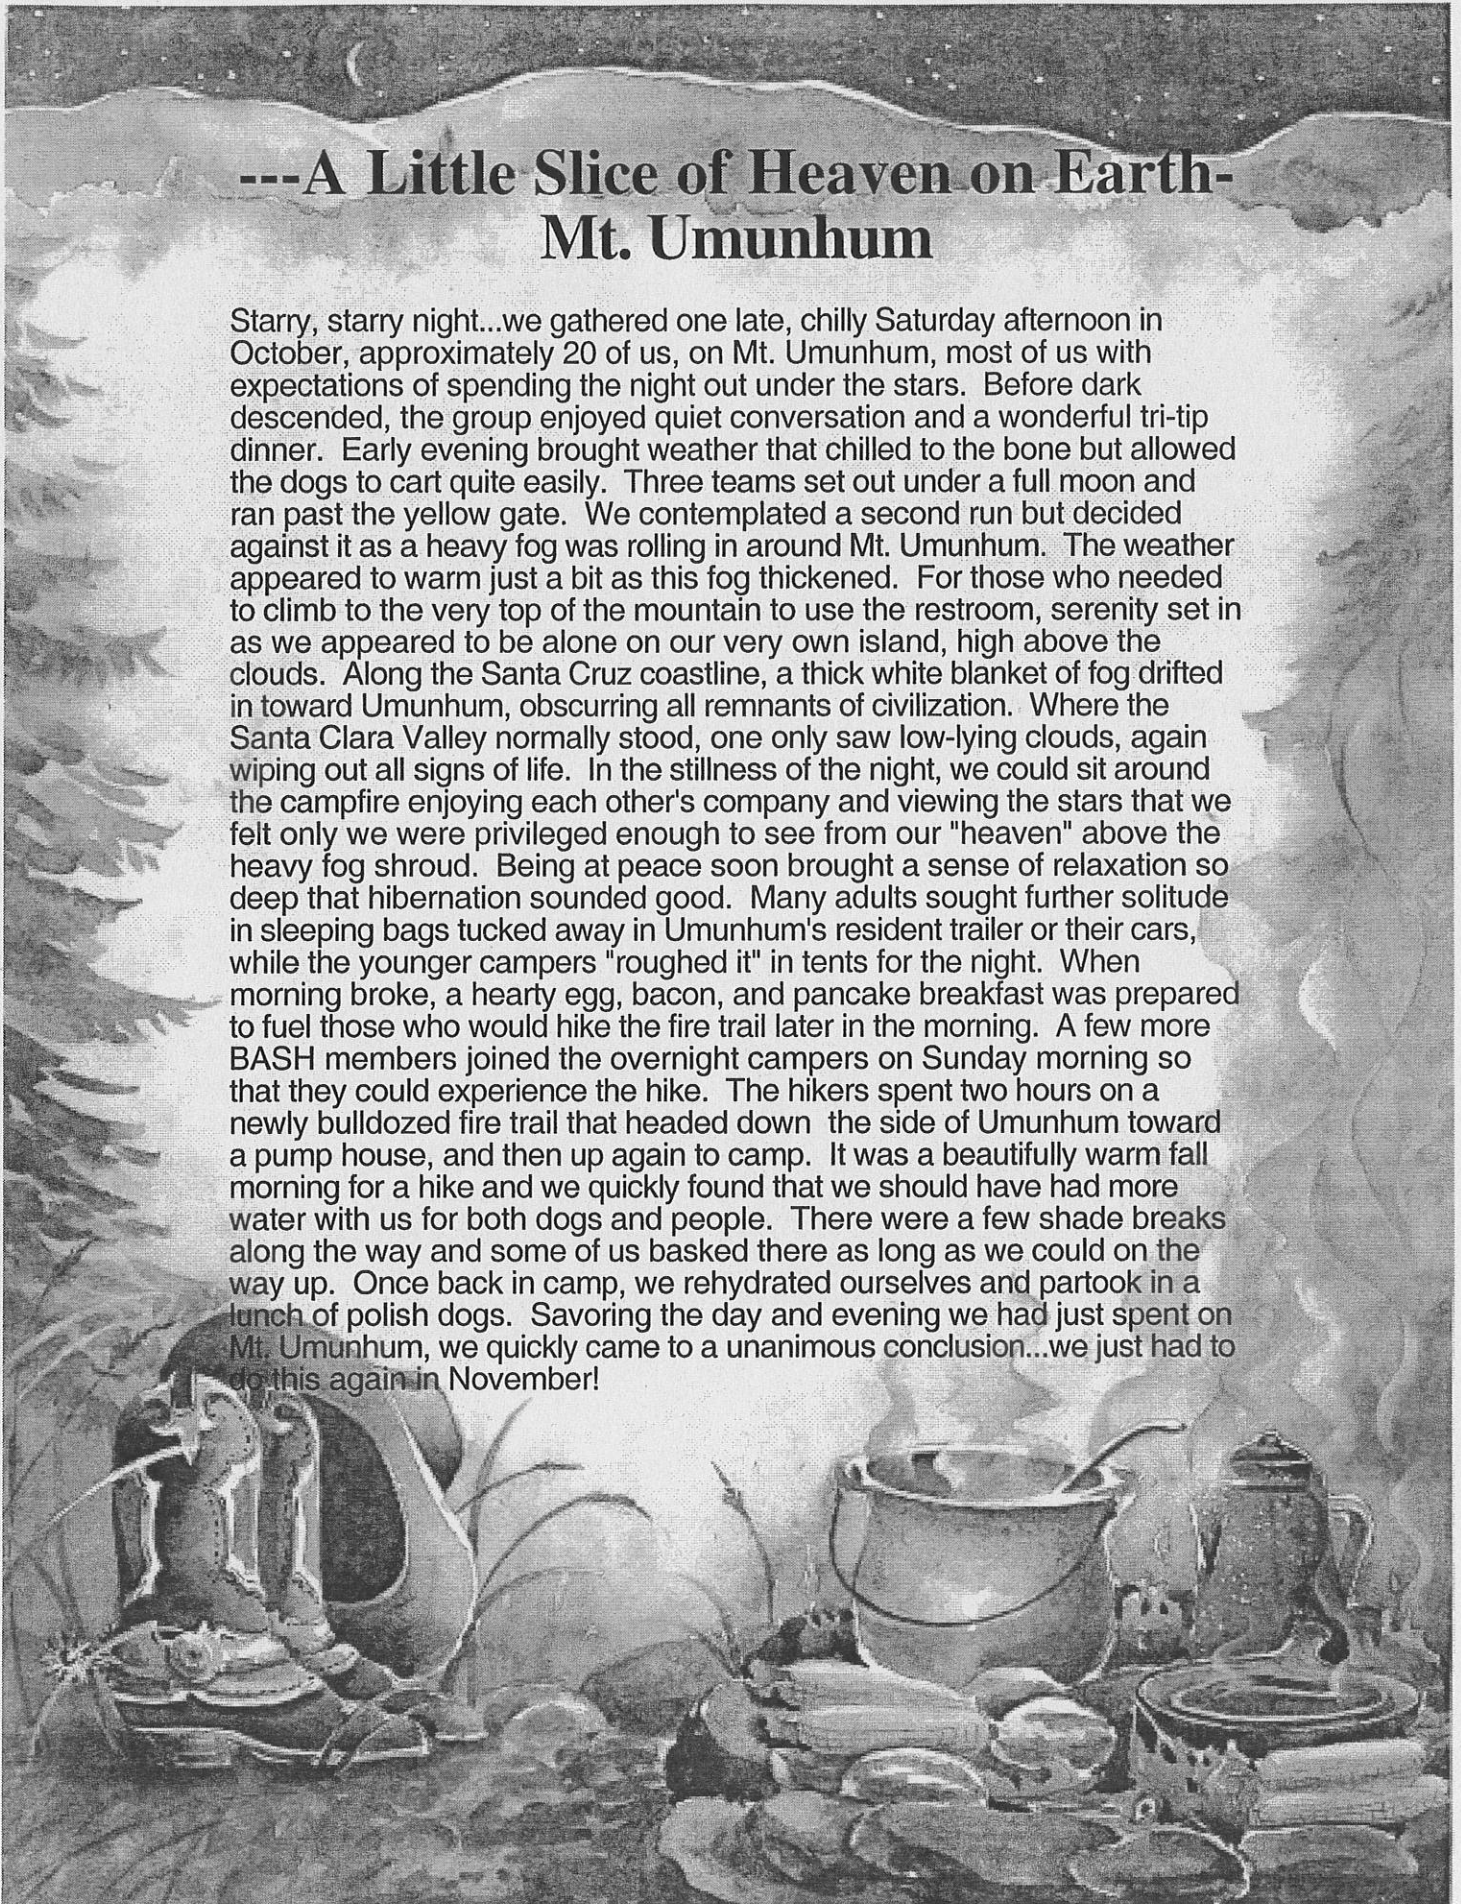 ---A Little Slice of Heaven on Earth-
Mt. Umunhum
Starry, starry night...we gathered one late, chilly Saturday afternoon in
October, approximately 20 of us, on Mt. Umunhum, most of us with
expectations of spending the night out under the stars.  Before dark
descended, the group enjoyed quiet conversation and a wonderful tri-tip
dinner.  Early evening brought weather that chilled to the bone but allowed
the dogs to cart quite easily.  Three teams set out under a full moon and
ran past the yellow gate.  We contemplated a second run but decided
against it as a heavy fog was rolling in around Mt. Umunhum.  The weather
appeared to warm just a bit as this fog thickened.  For those who needed
to climb to the very top of the mountain to use the restroom, serenity set in
as we appeared to be alone on our very own island, high above the
clouds.  Along the Santa Cruz coastline, a thick white blanket of fog drifted
in toward Umunhum, obscurring all remnants of civilization.  Where the
Santa Clara Valley normally stood, one only saw low-lying clouds, again
wiping out all signs of life.  In the stillness of the night, we could sit around
the campfire enjoying each other's company and viewing the stars that we
felt only we were privileged enough to see from our "heaven" above the
heavy fog shroud.  Being at peace soon brought a sense of relaxation so
deep that hibernation sounded good.  Many adults sought further solitude
in sleeping bags tucked away in Umunhum's resident trailer or their cars,
while the younger campers "roughed it" in tents for the night.  When
morning broke, a hearty egg, bacon, and pancake breakfast was prepared
to fuel those who would hike the fire trail later in the morning.  A few more
BASH members joined the overnight campers on Sunday morning so
that they could experience the hike.  The hikers spent two hours on a
newly bulldozed fire trail that headed down  the side of Umunhum toward
a pump house, and then up again to camp.  It was a beautifully warm fall
morning for a hike and we quickly found that we should have had more
water with us for both dogs and people.  There were a few shade breaks
along the way and some of us basked there as long as we could on the
way up.  Once back in camp, we rehydrated ourselves and partook in a
lunch of polish dogs.  Savoring the day and evening we had just spent on
Mt. Umunhum, we quickly came to a unanimous conclusion...we just had to
do this again in November!